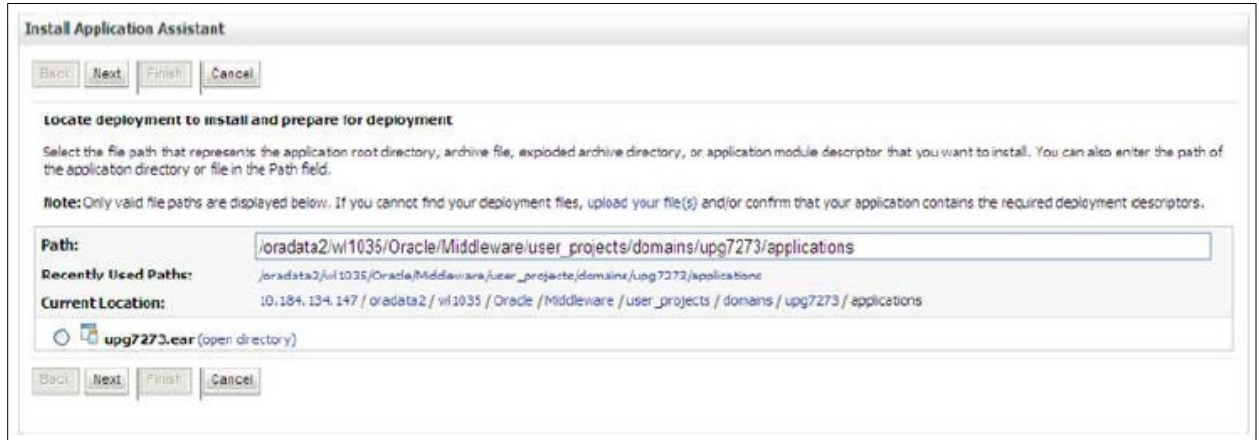 Install Application Assistant
Back Next Finish Cancel
Locate deployment to install and prepare for deployment
Select the file path that represents the application root directory, archive file, exploded archive directory, or application module descriptor that you want to install. You can also enter the path of
the application directory or file in the Path field.
Note: Only valid file paths are displayed below. If you cannot find your deployment files, upload your file(s) and/or confirm that your application contains the required deployment descriptors.
Path: /oradata2/wl1035/Oracle/Middleware/user_projects/domains/upg7273/applications
Recently Used Paths: /oradata2/wl1035/Oracle/Middleware/user_projects/domains/upg7273/applications
Current Location: 10.184.134.147 / oradata2 / wl1035 / Oracle / Middleware / user_projects / domains / upg7273 / applications
upg7273.ear (open directory)
Back Next Finish Cancel